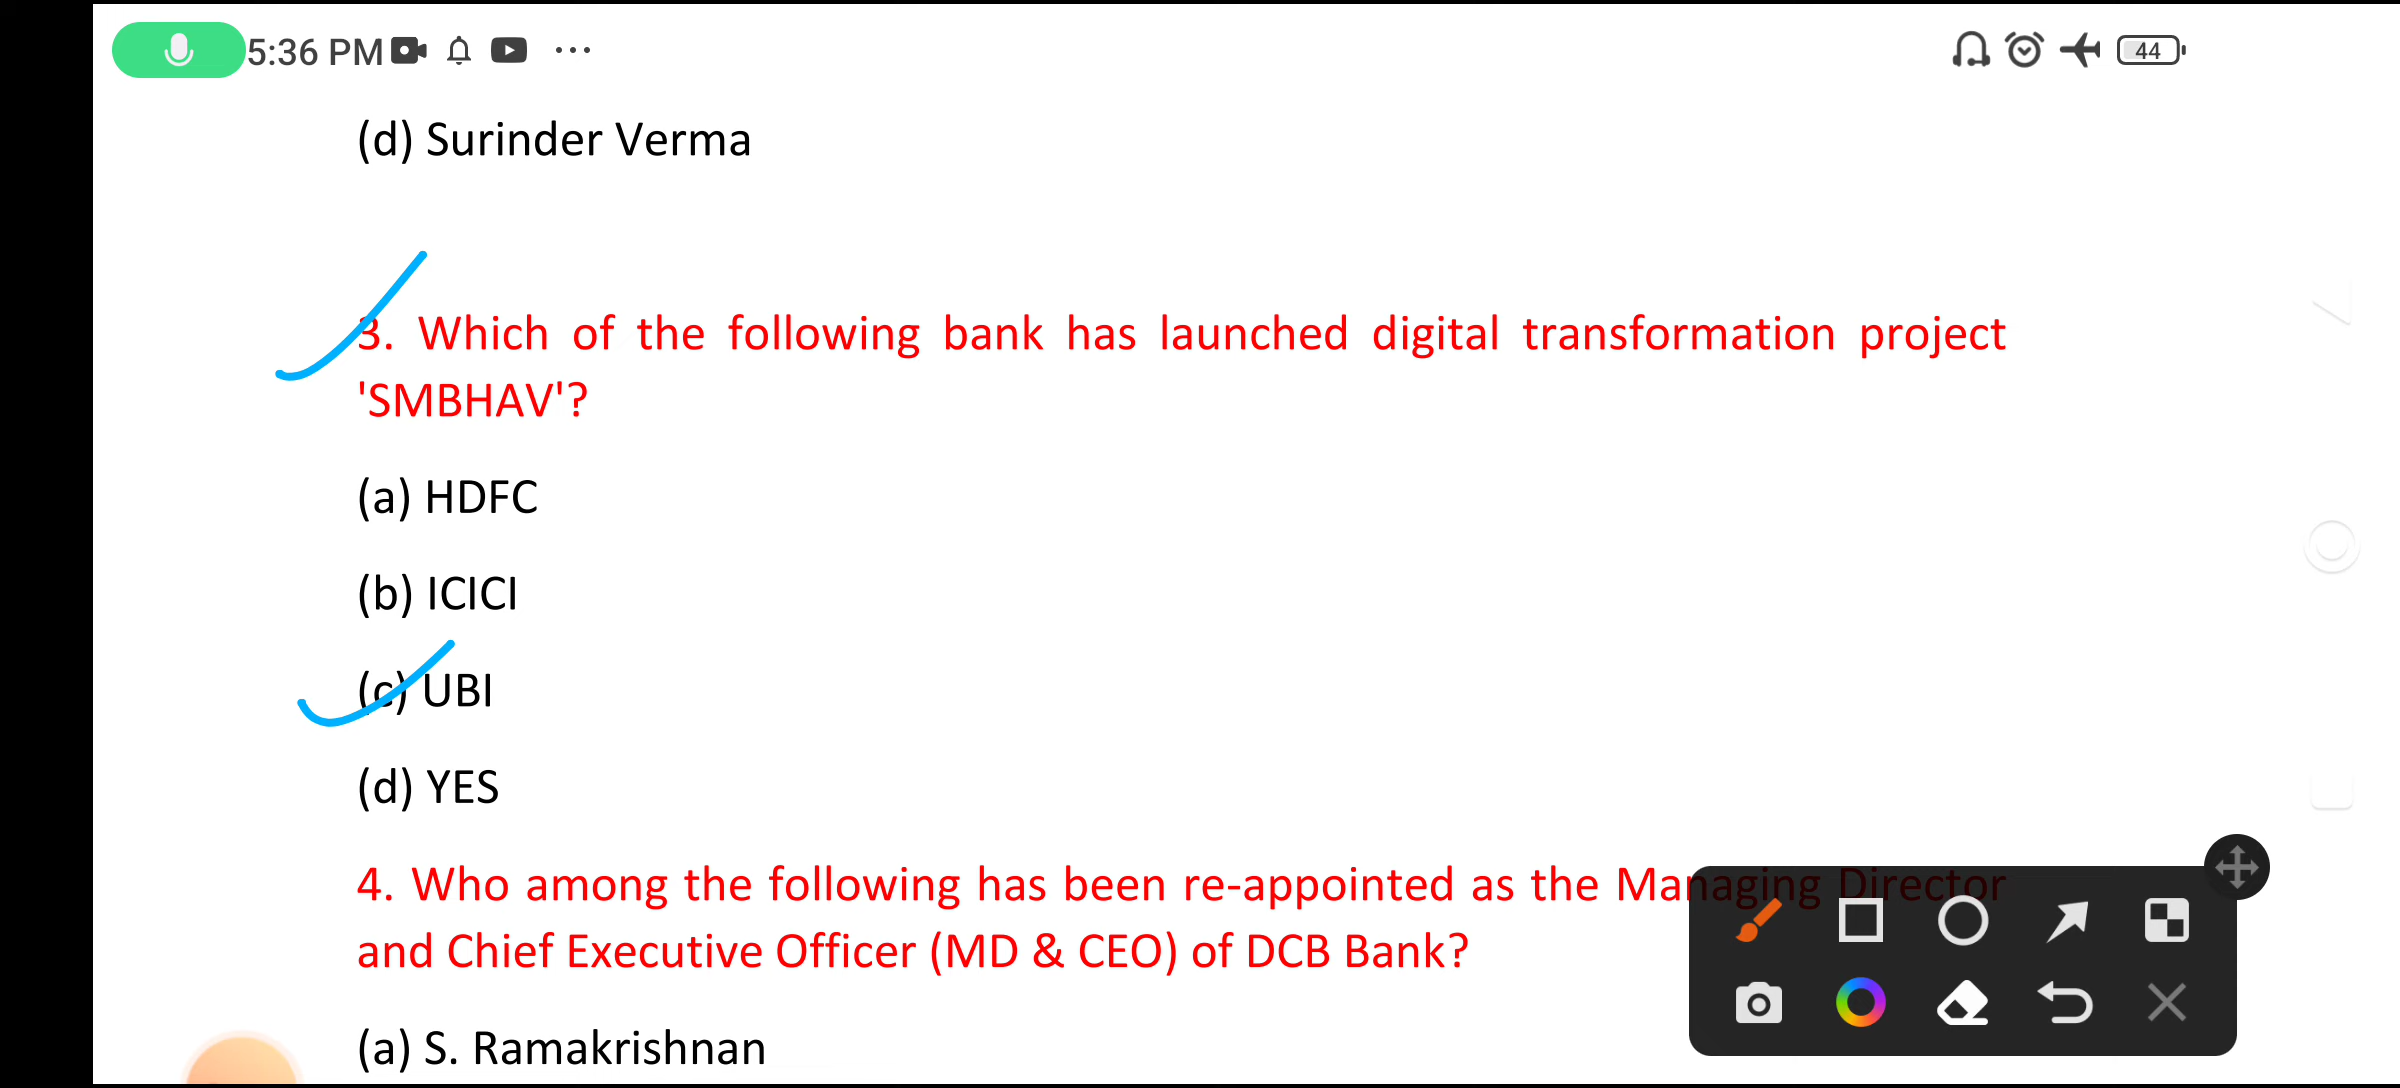 5:36 PM
44
(d) Surinder Verma
3. Which of the following bank has launched digital transformation project
'SMBHAV'?
(a) HDFC
(b) ICICI
(c) UBI
(d) YES
4. Who among the following has been re-appointed as the Managing Director
and Chief Executive Officer (MD & CEO) of DCB Bank?
(a) S. Ramakrishnan